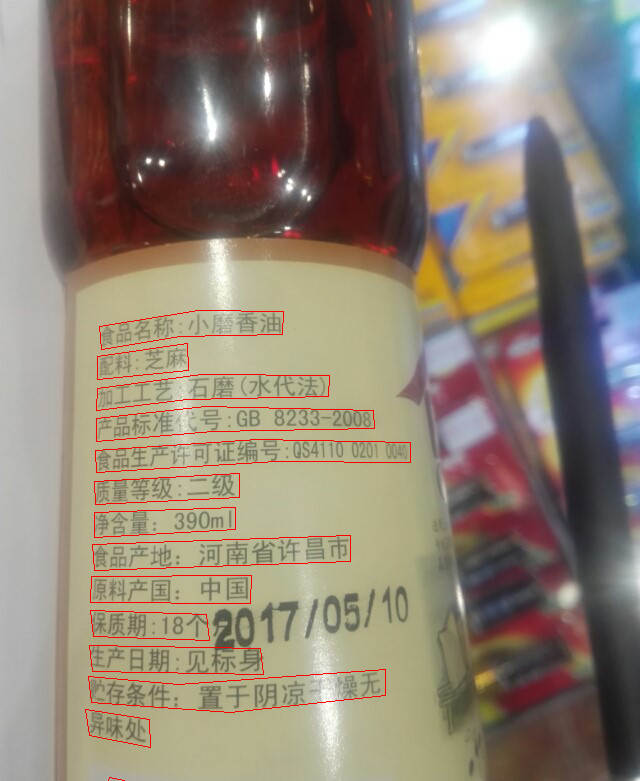 食品名称:小磨香油
配料:芝麻
加工工艺:石磨(水代法)
产品标准代号:GB 8233-2008
食品生产许可证编号:QS4110 0201 0040
质量等级:二级
净含量: 390ml
食品产地: 河南省许昌市
原料产国: 中国
保质期:18个
2017/05/10
生产日期:见标身
贮存条件: 置于阴凉干燥无
异味处